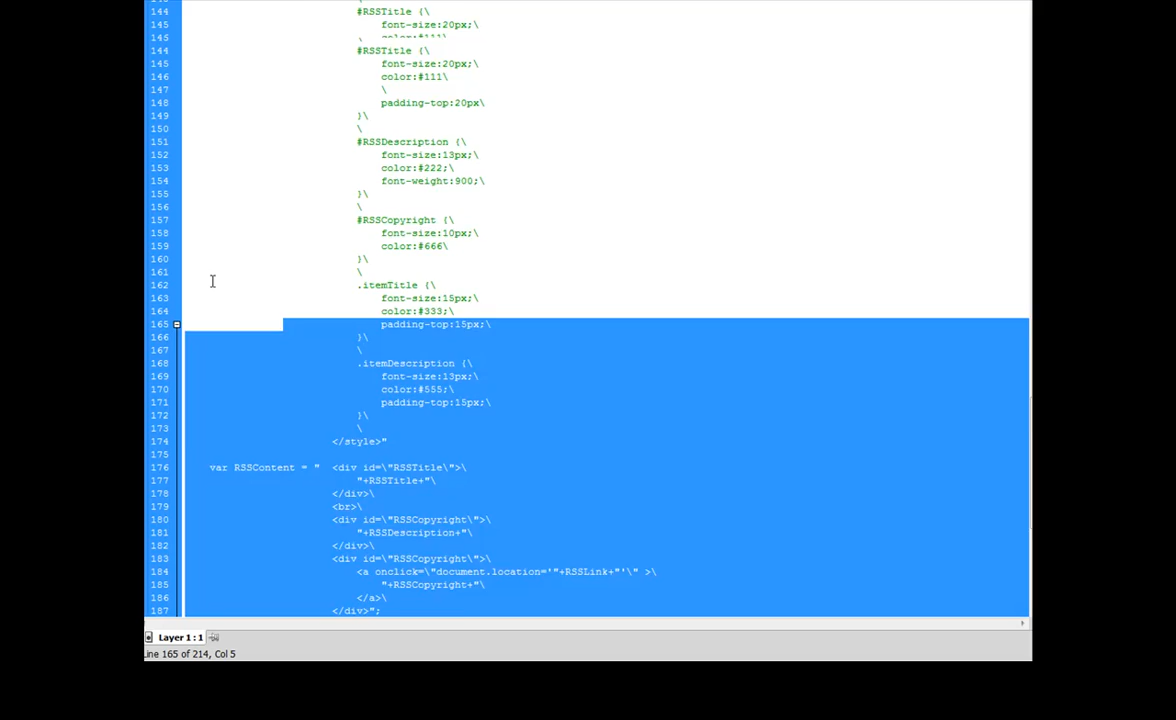 144 #RSSTitle {\
145 font-size:20px;\
145 \ color:#111\
144 #RSSTitle {\
145 font-size:20px;\
146 color:#111\
147 \
148 padding-top:20px\
149 }\
150 \
151 #RSSDescription {\
152 font-size:13px;\
153 color:#222;\
154 font-weight:900;\
155 }\
156 \
157 #RSSCopyright {\
158 font-size:10px;\
159 color:#666\
160 }\
161 \
162 .itemTitle {\
163 font-size:15px;\
164 color:#333;\
165 padding-top:15px;\
166 }\
167 \
168 .itemDescription {\
169 font-size:13px;\
170 color:#555;\
171 padding-top:15px;\
172 }\
173 \
174 </style>"
175
176 var RSSContent = " <div id=\"RSSTitle\">\
177 "+RSSTitle+"\
178 </div>\
179 <br>\
180 <div id=\"RSSCopyright\">\
181 "+RSSDescription+"\
182 </div>\
183 <div id=\"RSSCopyright\">\
184 <a onclick=\"document.location='"+RSSLink+"'\" >\
185 "+RSSCopyright+"\
186 </a>\
187 </div>";
Layer 1 : 1
Line 165 of 214, Col 5